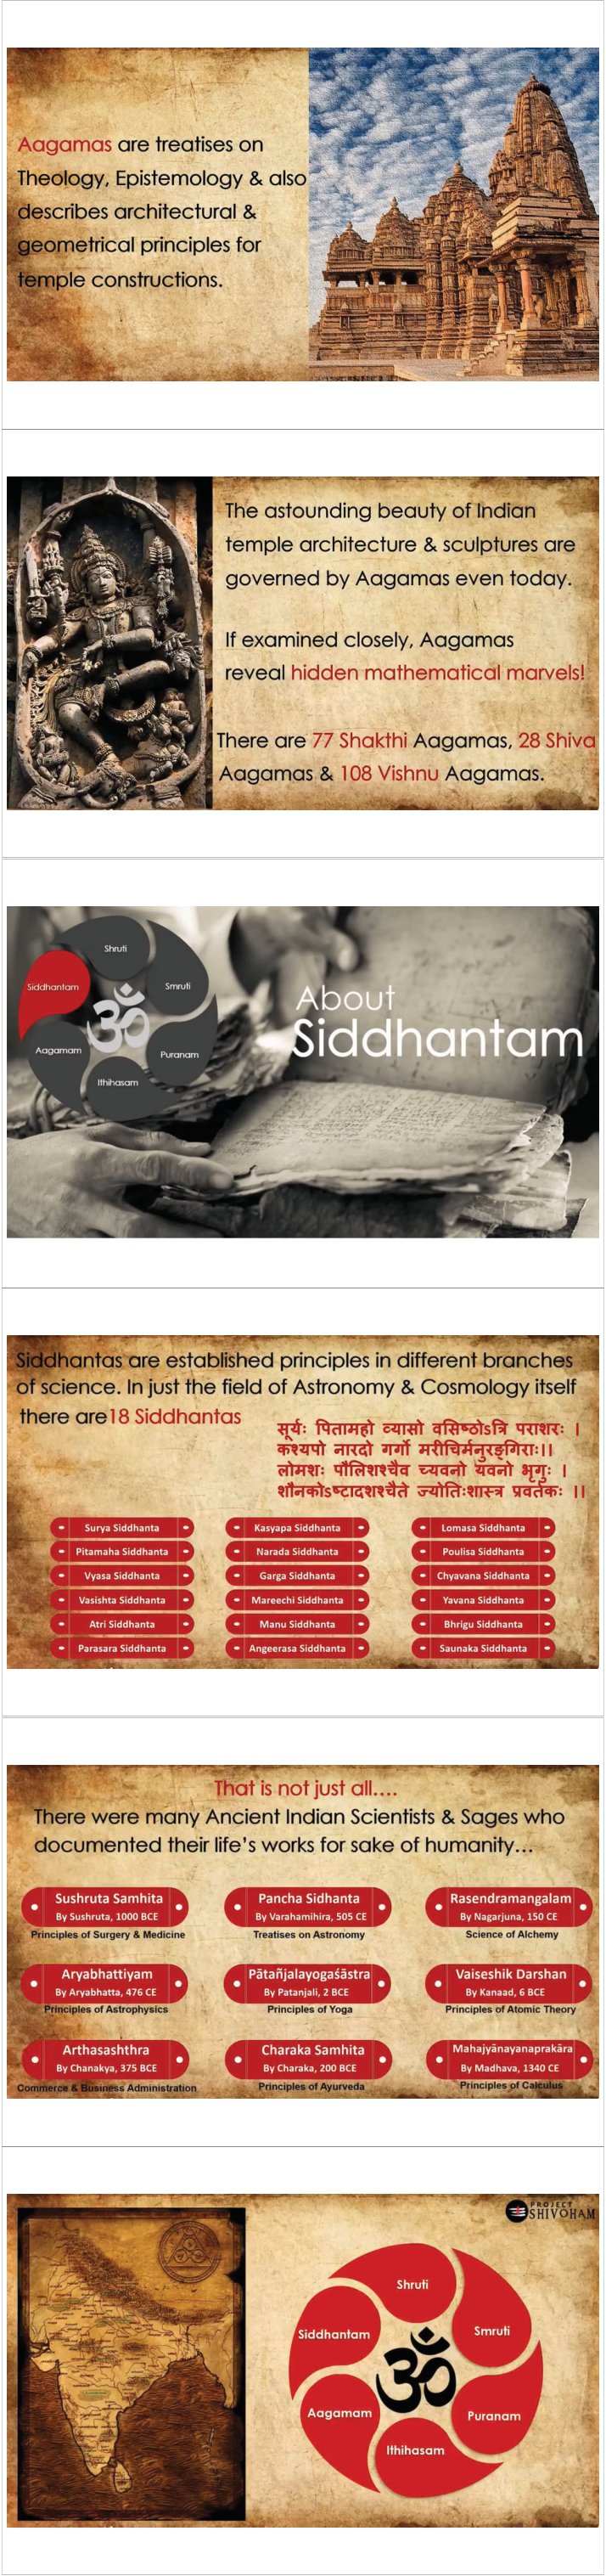 Aagamas are treatises on
Theology, Epistemology & also
describes architectural &
geometrical principles for
temple constructions.
The astounding beauty of Indian
temple architecture & sculptures are
governed by Aagamas even today.
If examined closely, Aagamas
reveal hidden mathematical marvels!
There are 77 Shakthi Aagamas, 28 Shiva
Aagamas & 108 Vishnu Aagamas.
Shruti
Siddhantam
Smruti
Aagamam
Puranam
Ithihasam
ॐ
About
Siddhantam
Siddhantas are established principles in different branches
of science. In just the field of Astronomy & Cosmology itself
there are 18 Siddhantas
सूर्यः पितामहो व्यासो वसिष्ठोऽत्रि पराशरः ।
कश्यपो नारदो गर्गो मरीचिर्मनुरङ्गिराः।।
लोमशः पौलिशश्चैव च्यवनो यवनो भृगुः ।
शौनकोऽष्टादशश्चैते ज्योतिःशास्त्र प्रवर्तकः ।।
Surya Siddhanta
Pitamaha Siddhanta
Vyasa Siddhanta
Vasishta Siddhanta
Atri Siddhanta
Parasara Siddhanta
Kasyapa Siddhanta
Narada Siddhanta
Garga Siddhanta
Mareechi Siddhanta
Manu Siddhanta
Angeerasa Siddhanta
Lomasa Siddhanta
Poulisa Siddhanta
Chyavana Siddhanta
Yavana Siddhanta
Bhrigu Siddhanta
Saunaka Siddhanta
That is not just all....
There were many Ancient Indian Scientists & Sages who
documented their life's works for sake of humanity...
Sushruta Samhita
By Sushruta, 1000 BCE
Principles of Surgery & Medicine
Pancha Sidhanta
By Varahamihira, 505 CE
Treatises on Astronomy
Rasendramangalam
By Nagarjuna, 150 CE
Science of Alchemy
Aryabhattiyam
By Aryabhatta, 476 CE
Principles of Astrophysics
Pātañjalayogaśāstra
By Patanjali, 2 BCE
Principles of Yoga
Vaiseshik Darshan
By Kanaad, 6 BCE
Principles of Atomic Theory
Arthasashthra
By Chanakya, 375 BCE
Commerce & Business Administration
Charaka Samhita
By Charaka, 200 BCE
Principles of Ayurveda
Mahajyānayanaprakāra
By Madhava, 1340 CE
Principles of Calculus
PROJECT
SHIVOHAM
Shruti
Siddhantam
Smruti
Aagamam
Puranam
Ithihasam
ॐ